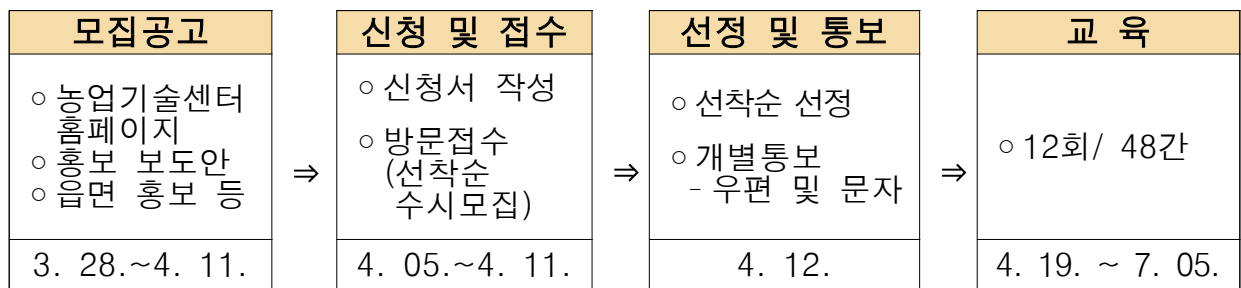 모집공고
○ 농업기술센터
홈페이지
○ 홍보 보도안
○ 읍면 홍보 등
3. 28.~4. 11.
⇒
신청 및 접수
○ 신청서 작성
○ 방문접수
(선착순
수시모집)
4. 05.~4. 11.
⇒
선정 및 통보
○ 선착순 선정
○ 개별통보
- 우편 및 문자
4. 12.
⇒
교 육
○ 12회/ 48간
4. 19. ~ 7. 05.